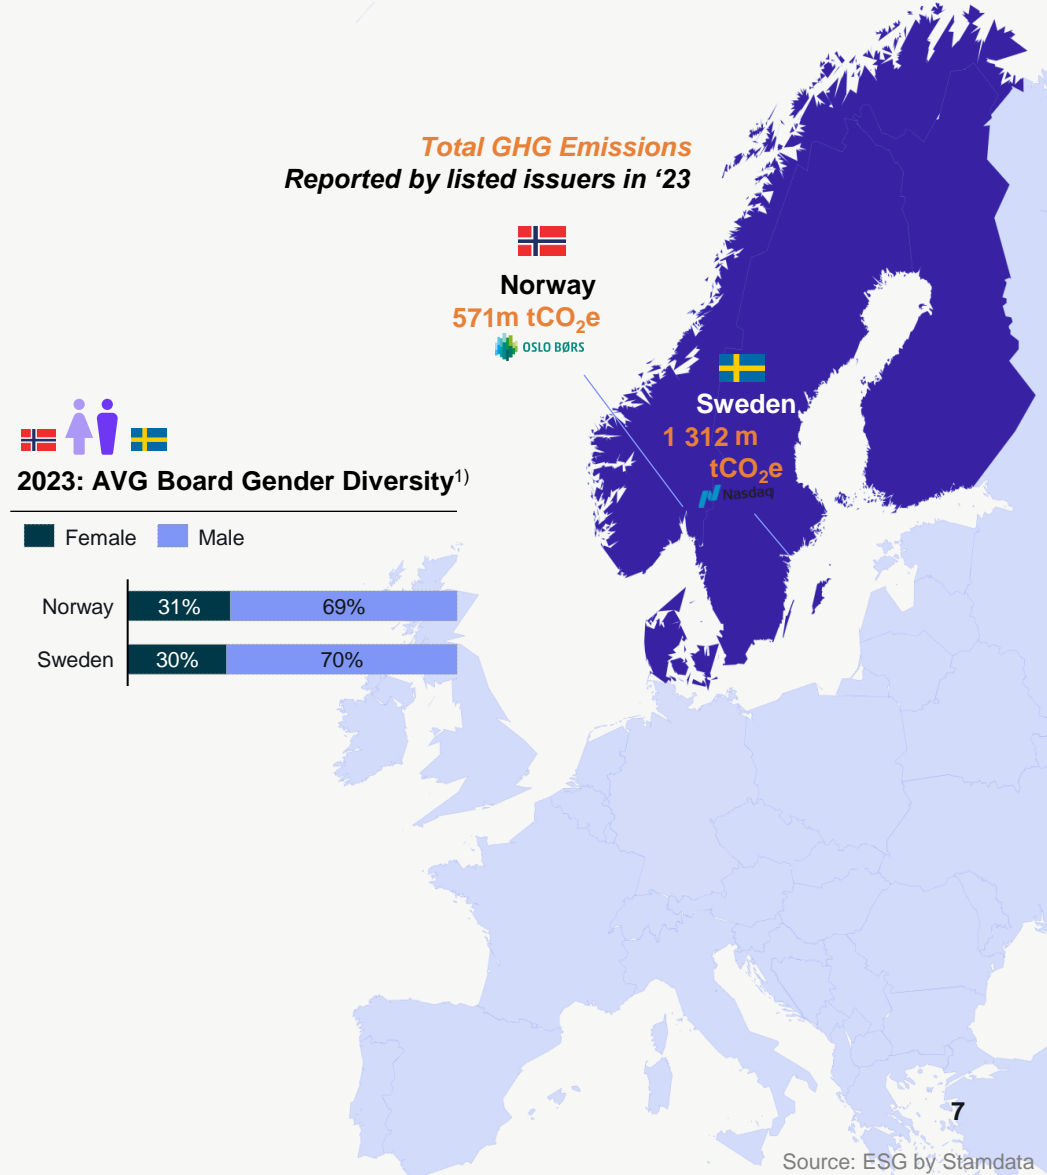 Total GHG Emissions
Reported by listed issuers in ‘23
Norway
571m tCO₂e
OSLO BØRS
Sweden
1 312 m
tCO₂e
Nasdaq
2023: AVG Board Gender Diversity¹⁾
Female Male
Norway 31% 69%
Sweden 30% 70%
7
Source: ESG by Stamdata